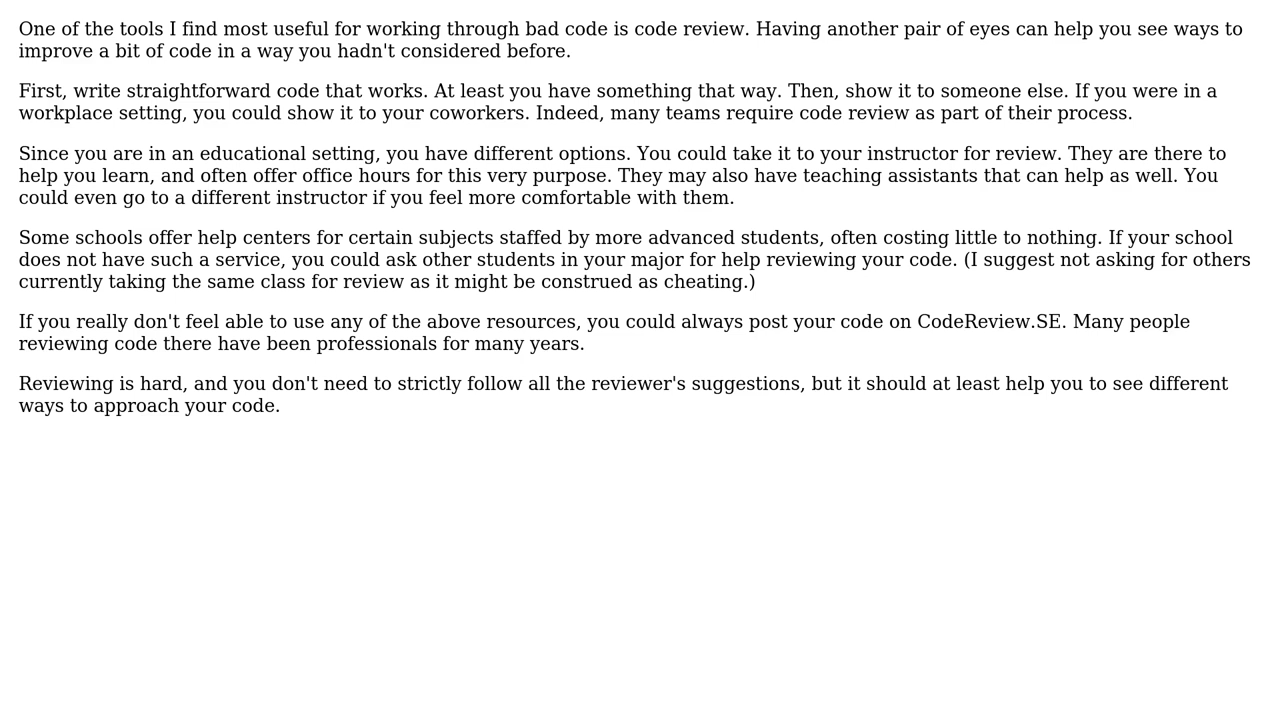 One of the tools I find most useful for working through bad code is code review. Having another pair of eyes can help you see ways to
improve a bit of code in a way you hadn't considered before.
First, write straightforward code that works. At least you have something that way. Then, show it to someone else. If you were in a
workplace setting, you could show it to your coworkers. Indeed, many teams require code review as part of their process.
Since you are in an educational setting, you have different options. You could take it to your instructor for review. They are there to
help you learn, and often offer office hours for this very purpose. They may also have teaching assistants that can help as well. You
could even go to a different instructor if you feel more comfortable with them.
Some schools offer help centers for certain subjects staffed by more advanced students, often costing little to nothing. If your school
does not have such a service, you could ask other students in your major for help reviewing your code. (I suggest not asking for others
currently taking the same class for review as it might be construed as cheating.)
If you really don't feel able to use any of the above resources, you could always post your code on CodeReview.SE. Many people
reviewing code there have been professionals for many years.
Reviewing is hard, and you don't need to strictly follow all the reviewer's suggestions, but it should at least help you to see different
ways to approach your code.